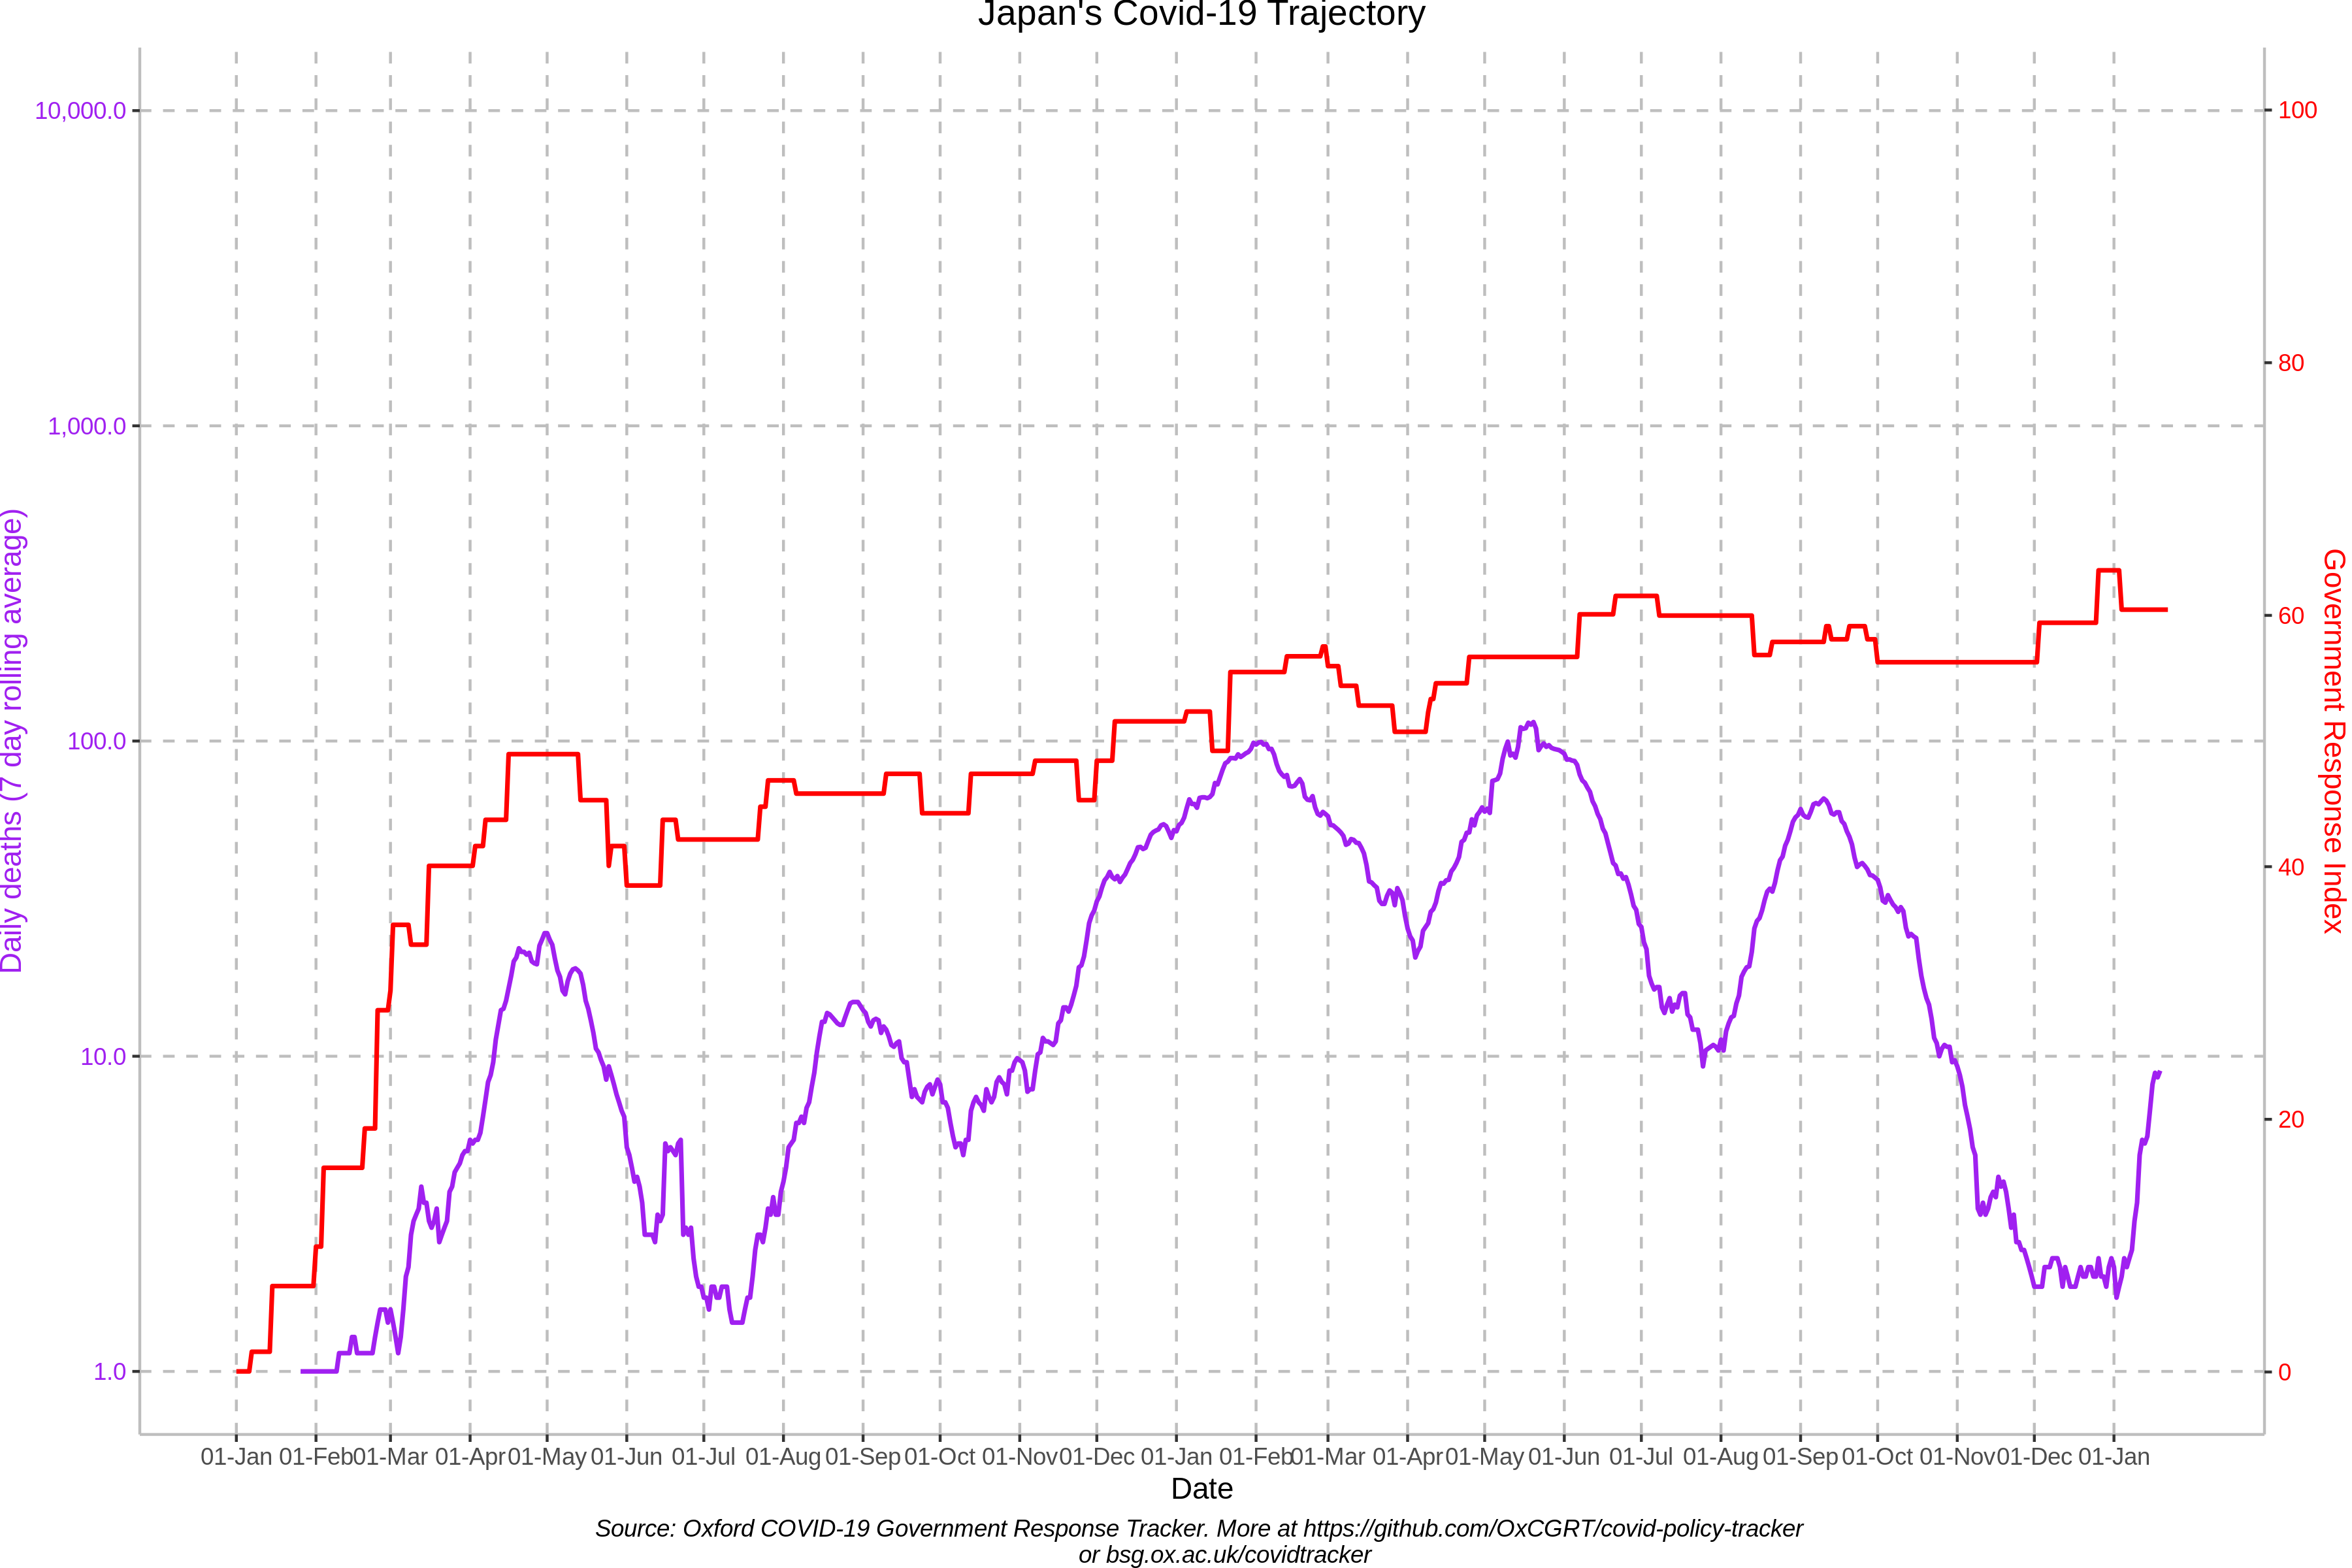 Japan's Covid-19 Trajectory
10,000.0
1,000.0
100.0
10.0
1.0
Daily deaths (7 day rolling average)
100
80
60
40
20
0
Government Response Index
01-Jan 01-Feb 01-Mar 01-Apr 01-May 01-Jun 01-Jul 01-Aug 01-Sep 01-Oct 01-Nov 01-Dec 01-Jan 01-Feb 01-Mar 01-Apr 01-May 01-Jun 01-Jul 01-Aug 01-Sep 01-Oct 01-Nov 01-Dec 01-Jan
Date
Source: Oxford COVID-19 Government Response Tracker. More at https://github.com/OxCGRT/covid-policy-tracker
or bsg.ox.ac.uk/covidtracker